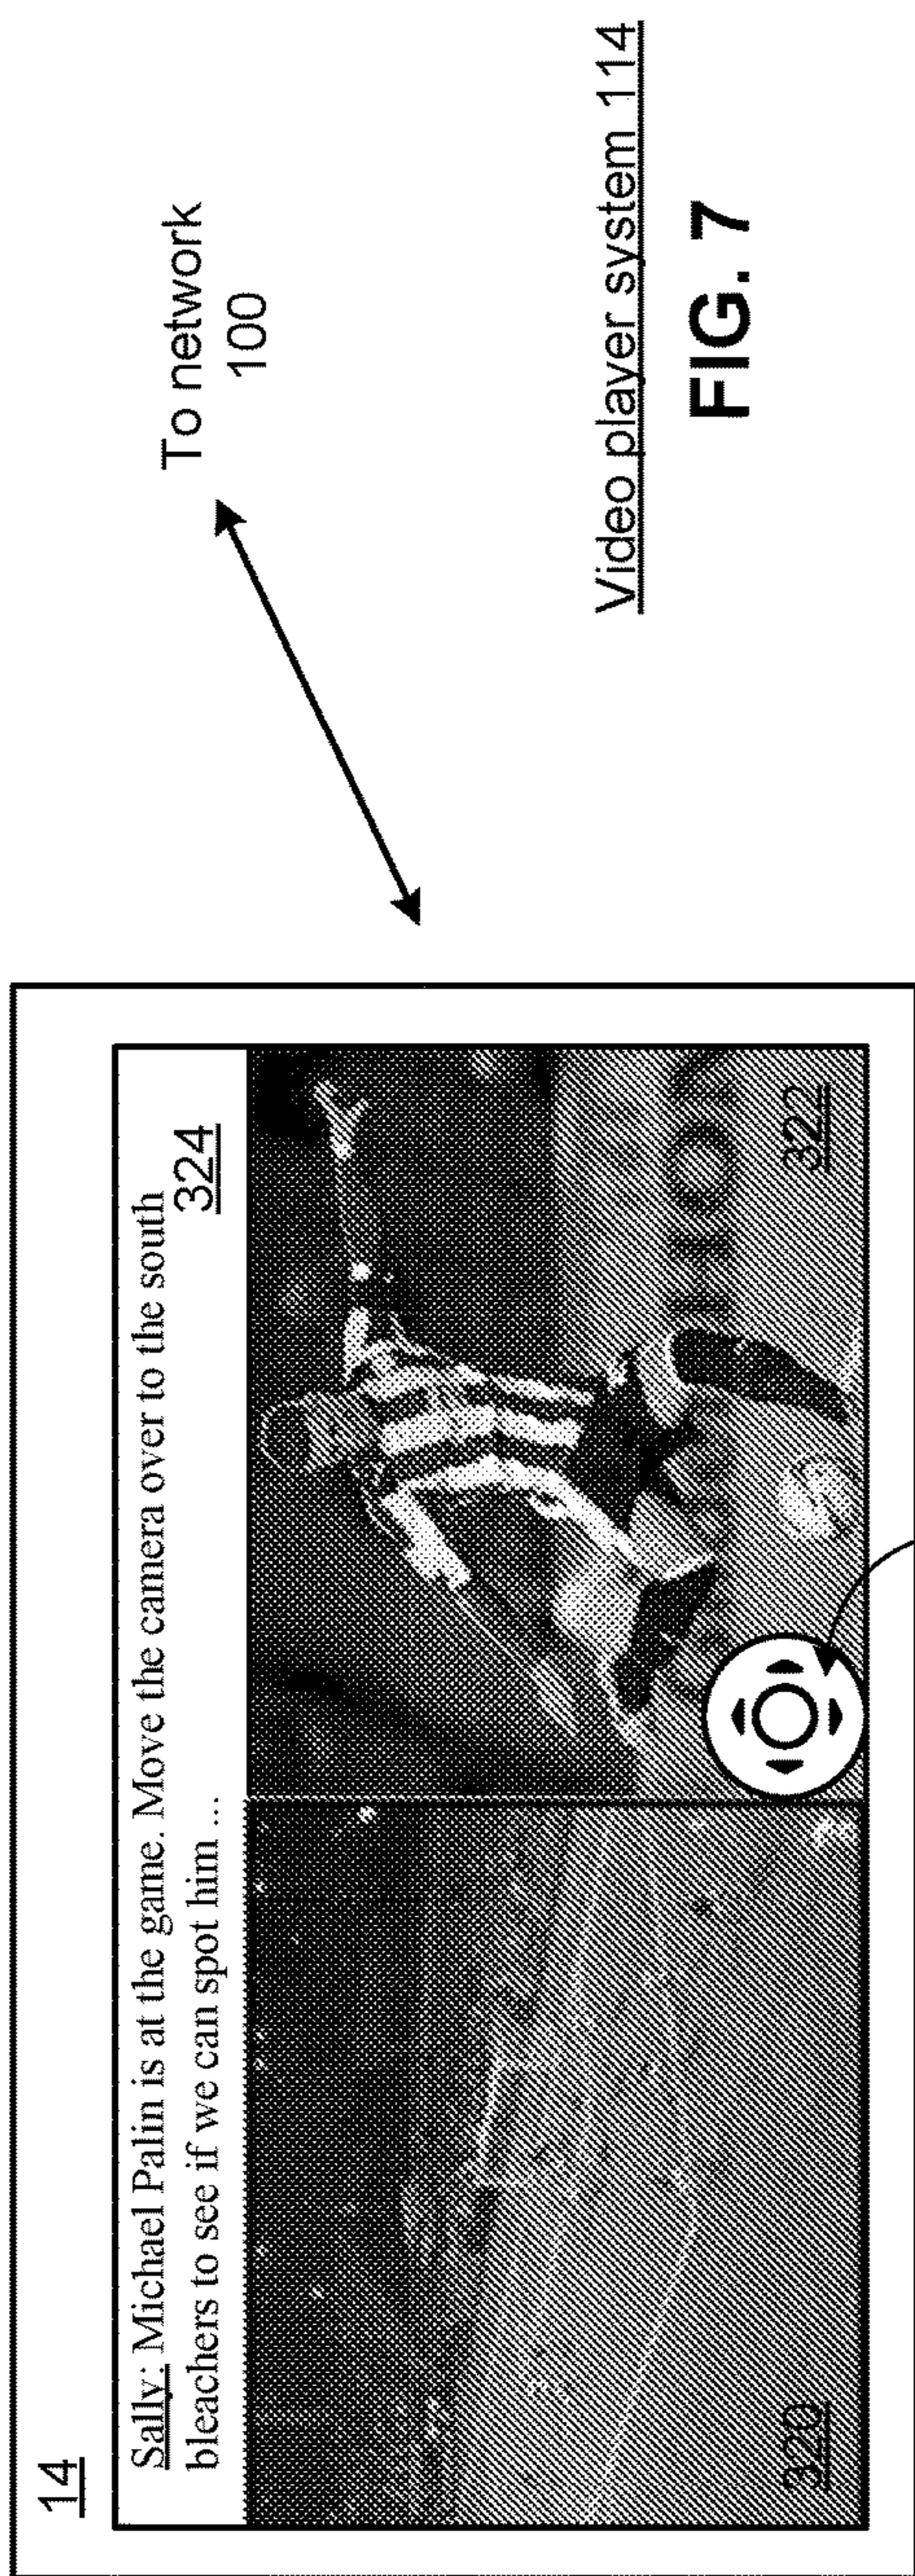 14
Sally: Michael Palin is at the game. Move the camera over to the south
bleachers to see if we can spot him ...
324
320
322
To network
100
Video player system 114
FIG. 7